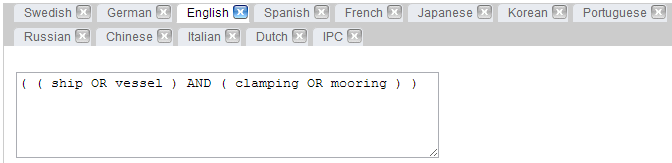 Swedish German English Spanish French Japanese Korean Portuguese
Russian Chinese Italian Dutch IPC
( ( ship OR vessel ) AND ( clamping OR mooring ) )